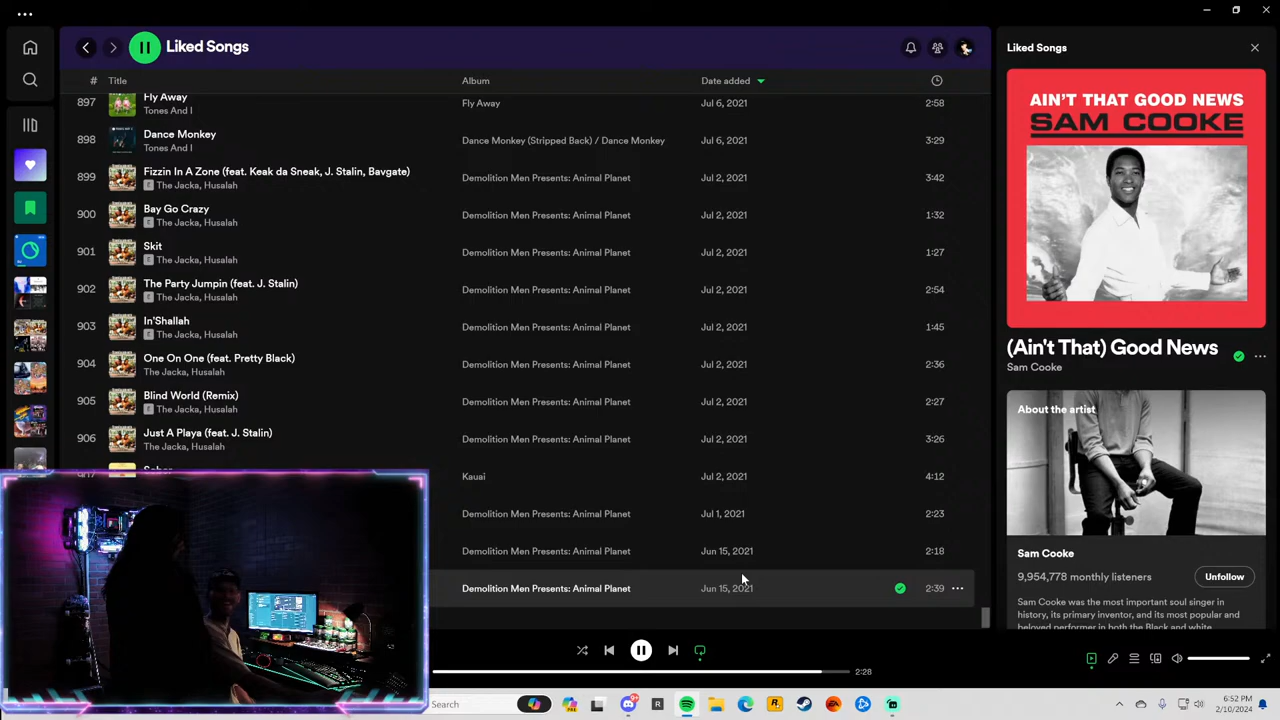 Liked Songs
Liked Songs
# Title Album Date added
897 Fly Away Fly Away Jul 6, 2021 2:58
Tones And I
898 Dance Monkey Dance Monkey (Stripped Back) / Dance Monkey Jul 6, 2021 3:29
Tones And I
899 Fizzin In A Zone (feat. Keak da Sneak, J. Stalin, Bavgate) Demolition Men Presents: Animal Planet Jul 2, 2021 3:42
E The Jacka, Husalah
900 Bay Go Crazy Demolition Men Presents: Animal Planet Jul 2, 2021 1:32
E The Jacka, Husalah
901 Skit Demolition Men Presents: Animal Planet Jul 2, 2021 1:27
E The Jacka, Husalah
902 The Party Jumpin (feat. J. Stalin) Demolition Men Presents: Animal Planet Jul 2, 2021 2:54
E The Jacka, Husalah
903 In'Shallah Demolition Men Presents: Animal Planet Jul 2, 2021 1:45
E The Jacka, Husalah
904 One On One (feat. Pretty Black) Demolition Men Presents: Animal Planet Jul 2, 2021 2:36
The Jacka, Husalah
905 Blind World (Remix) Demolition Men Presents: Animal Planet Jul 2, 2021 2:27
E The Jacka, Husalah
906 Just A Playa (feat. J. Stalin) Demolition Men Presents: Animal Planet Jul 2, 2021 3:26
The Jacka, Husalah
Kauai Jul 2, 2021 4:12
Demolition Men Presents: Animal Planet Jul 1, 2021 2:23
Demolition Men Presents: Animal Planet Jun 15, 2021 2:18
Demolition Men Presents: Animal Planet Jun 15, 2021 2:39
AIN'T THAT GOOD NEWS
SAM COOKE
(Ain't That) Good News
Sam Cooke
About the artist
Sam Cooke
9,954,778 monthly listeners
Unfollow
Sam Cooke was the most important soul singer in
history, its primary inventor, and its most popular and
beloved performer in both the Black and white
2:28
Search
9+
6:52 PM
2/10/2024